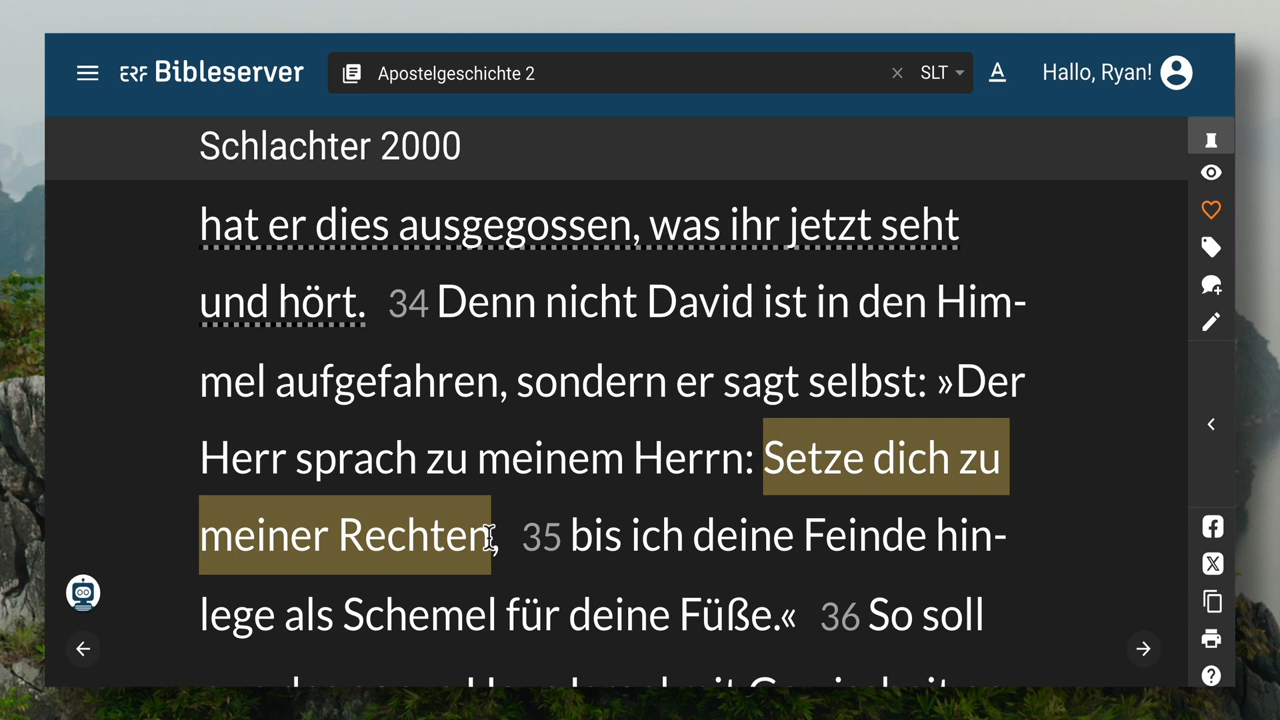 ERF Bibleserver
Apostelgeschichte 2
SLT
A
Hallo, Ryan!
Schlachter 2000
hat er dies ausgegossen, was ihr jetzt seht
und hört. 34 Denn nicht David ist in den Him-
mel aufgefahren, sondern er sagt selbst: »Der
Herr sprach zu meinem Herrn: Setze dich zu
meiner Rechten, 35 bis ich deine Feinde hin-
lege als Schemel für deine Füße.« 36 So soll